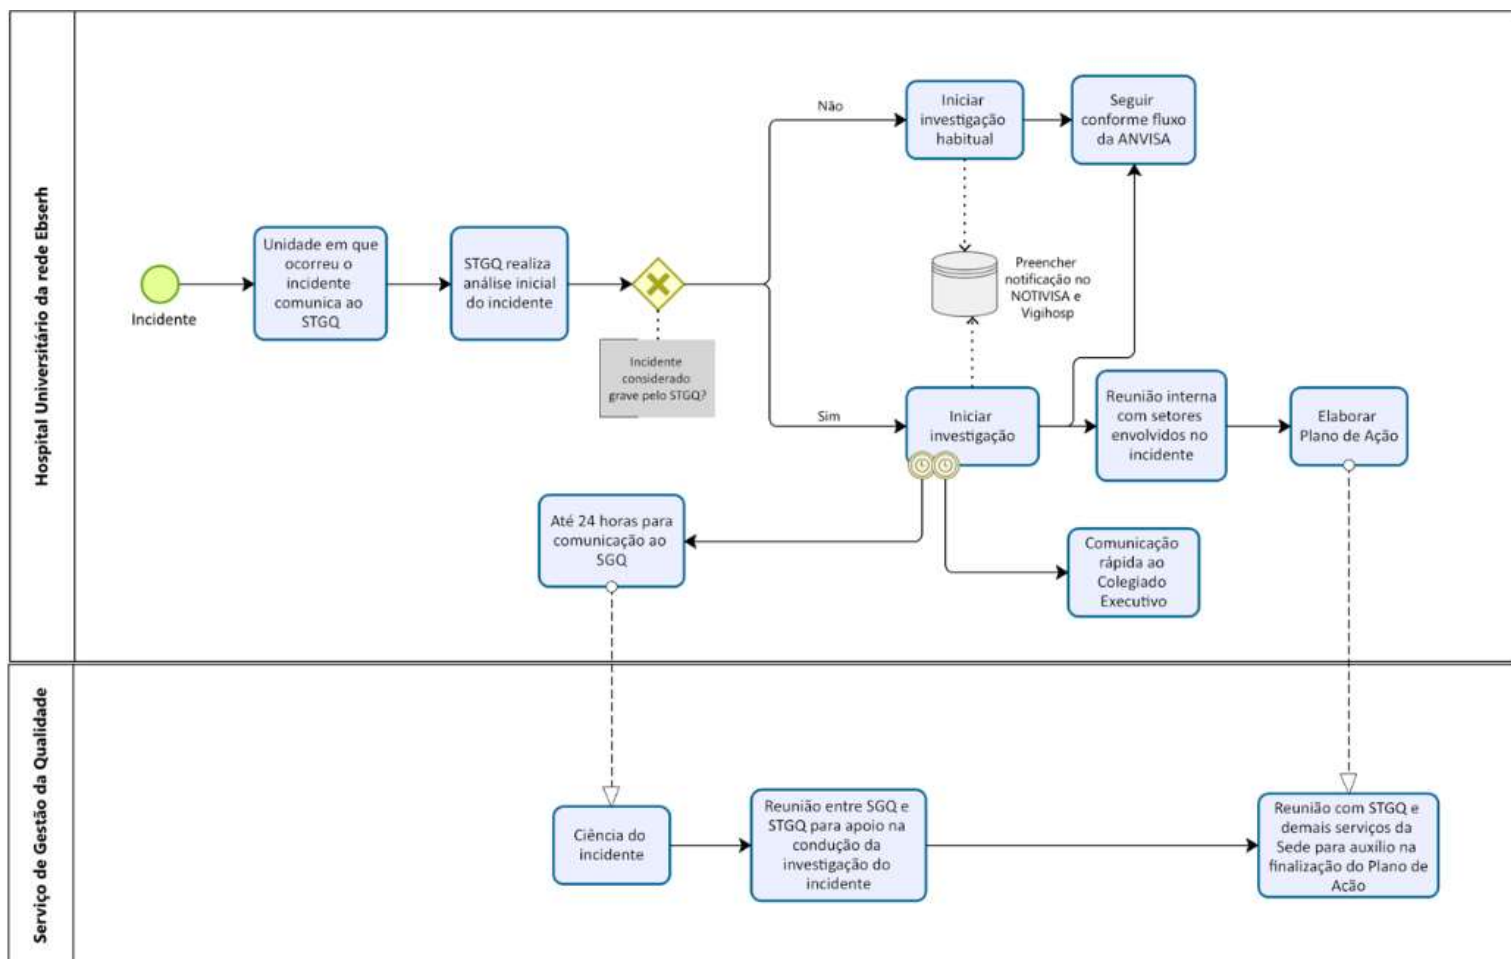 Hospital Universitário da rede Ebserh
Incidente
Unidade em que
ocorreu o
incidente
comunica ao
STGQ
STGQ realiza
análise inicial
do incidente
Incidente
considerado
grave pelo STGQ?
Não
Iniciar
investigação
habitual
Seguir
conforme fluxo
da ANVISA
Preencher
notificação no
NOTIVISA e
Vigihosp
Sim
Iniciar
investigação
Reunião interna
com setores
envolvidos no
incidente
Elaborar
Plano de Ação
Até 24 horas para
comunicação ao
SGQ
Comunicação
rápida ao
Colegiado
Executivo
Serviço de Gestão da Qualidade
Ciência do
incidente
Reunião entre SGQ e
STGQ para apoio na
condução da
investigação do
incidente
Reunião com STGQ e
demais serviços da
Sede para auxílio na
finalização do Plano de
Ação